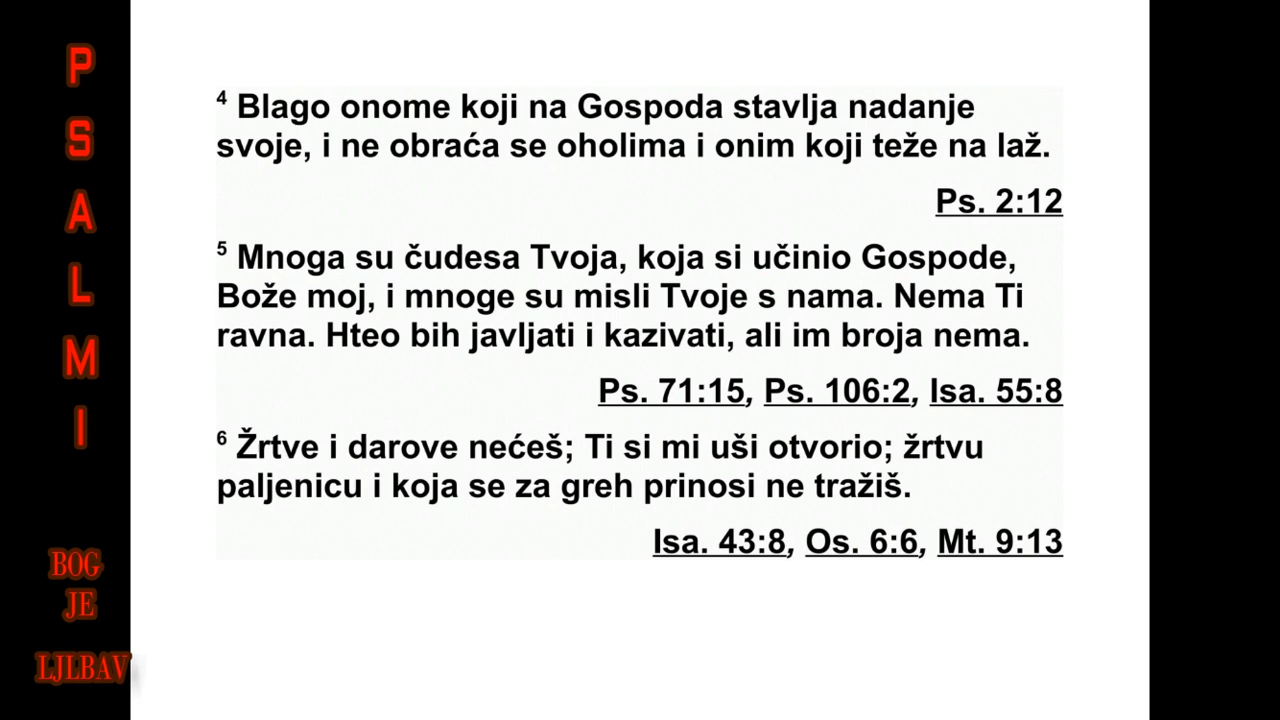 PSALMI
BOG
JE
LJLBAV
4 Blago onome koji na Gospoda stavlja nadanje
svoje, i ne obraća se oholima i onim koji teže na laž.
Ps. 2:12
5 Mnoga su čudesa Tvoja, koja si učinio Gospode,
Bože moj, i mnoge su misli Tvoje s nama. Nema Ti
ravna. Hteo bih javljati i kazivati, ali im broja nema.
Ps. 71:15, Ps. 106:2, Isa. 55:8
6 Žrtve i darove nećeš; Ti si mi uši otvorio; žrtvu
paljenicu i koja se za greh prinosi ne tražiš.
Isa. 43:8, Os. 6:6, Mt. 9:13